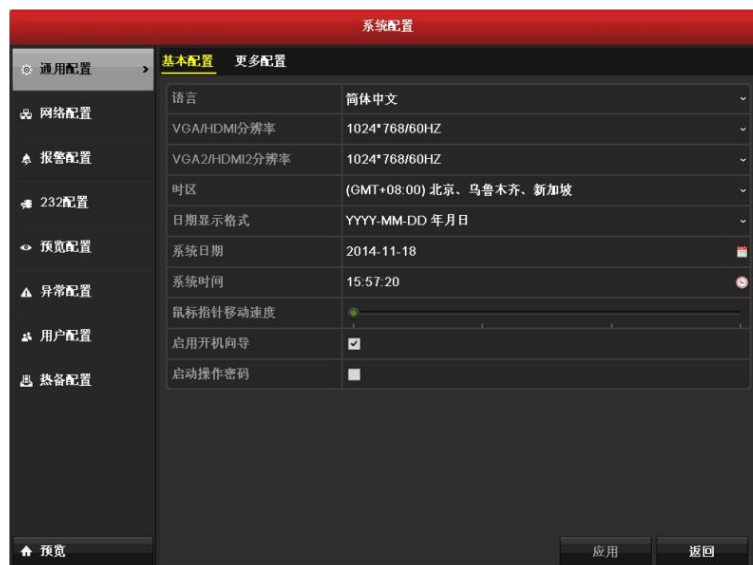 系统配置
通用配置
网络配置
报警配置
232配置
预览配置
异常配置
用户配置
热备配置
预览
基本配置 更多配置
语言 简体中文
VGA/HDMI分辨率 1024*768/60HZ
VGA2/HDMI2分辨率 1024*768/60HZ
时区 (GMT+08:00) 北京、乌鲁木齐、新加坡
日期显示格式 YYYY-MM-DD 年月日
系统日期 2014-11-18
系统时间 15:57:20
鼠标指针移动速度
启用开机向导
启动操作密码
应用 返回